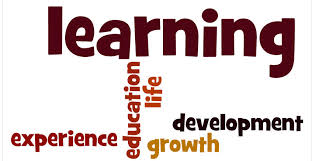 learning
education
life
development
experience
growth